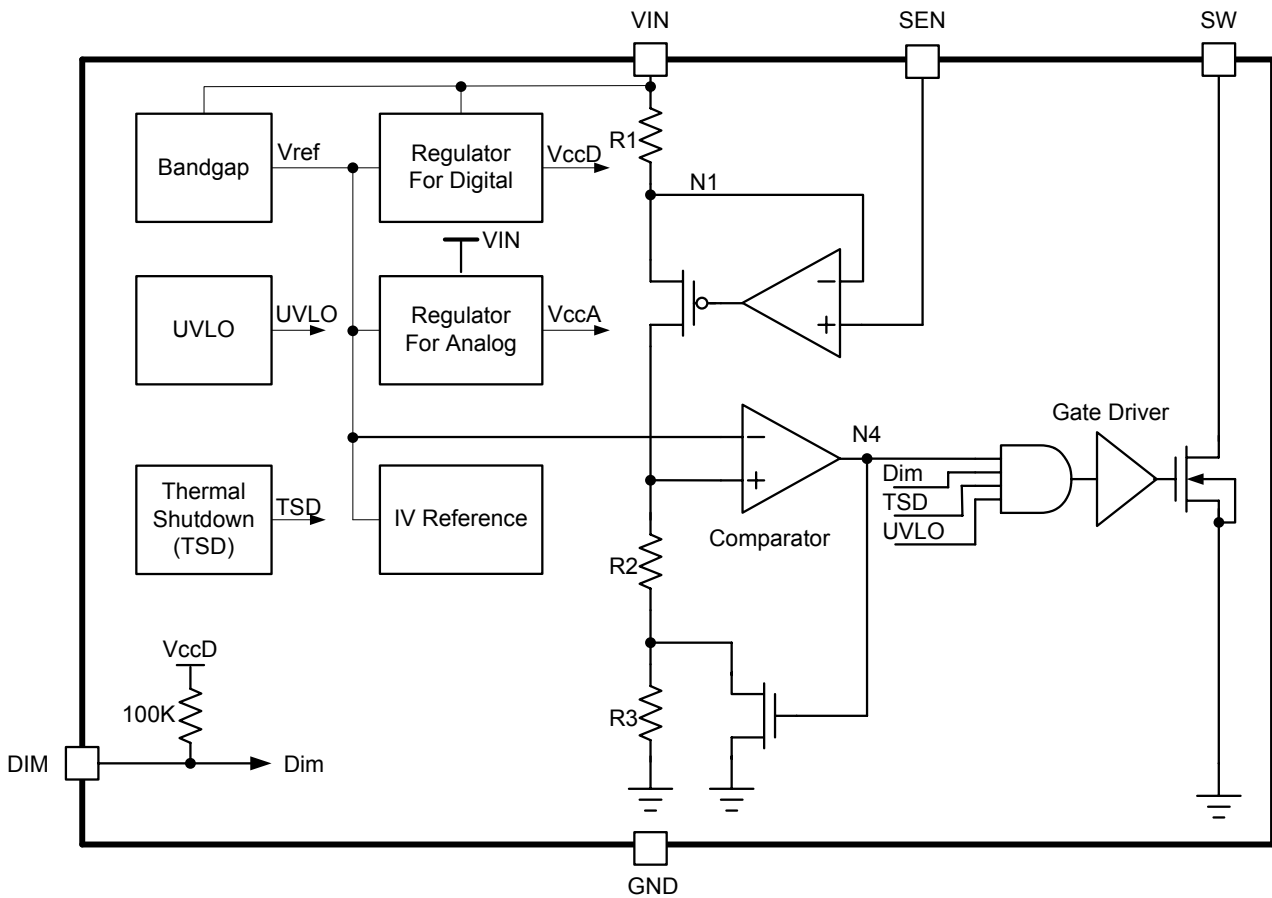 VIN
SEN
SW
Bandgap
Vref
Regulator
For Digital
VccD
R1
N1
VIN
UVLO
UVLO
Regulator
For Analog
VccA
−
+
Thermal
Shutdown
(TSD)
TSD
IV Reference
−
+
Comparator
N4
Gate Driver
Dim
TSD
UVLO
R2
R3
VccD
100K
DIM
Dim
GND